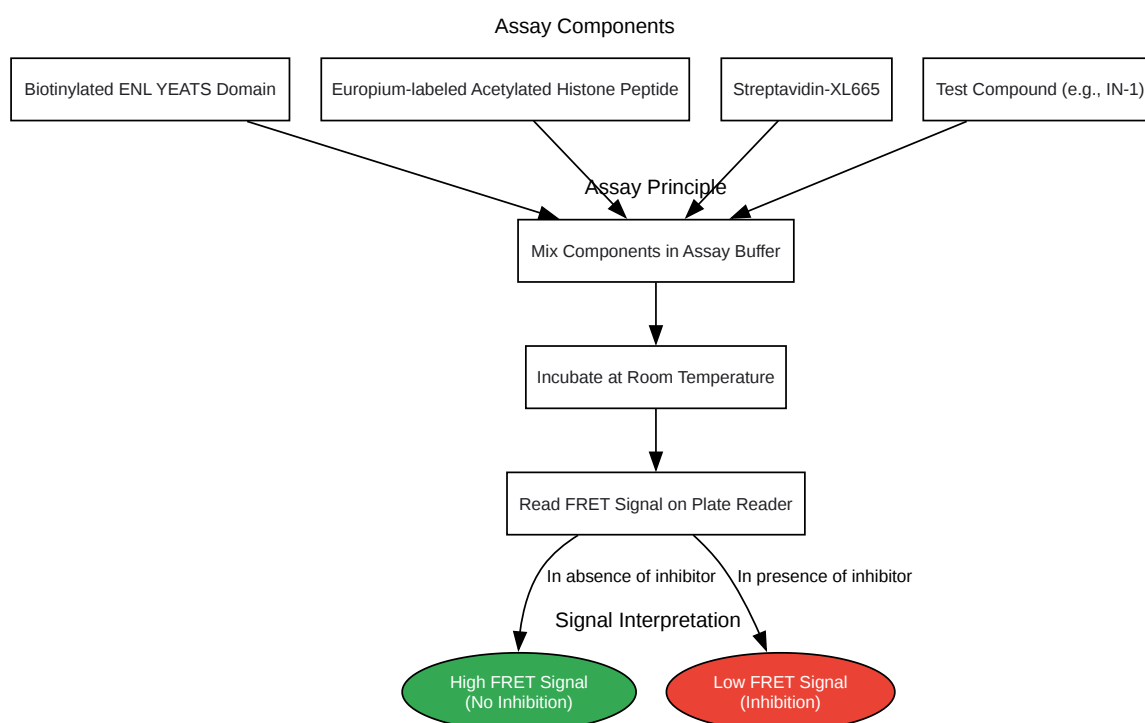 Assay Components
Biotinylated ENL YEATS Domain
Europium-labeled Acetylated Histone Peptide
Streptavidin-XL665
Test Compound (e.g., IN-1)
Assay Principle
Mix Components in Assay Buffer
Incubate at Room Temperature
Read FRET Signal on Plate Reader
In absence of inhibitor
In presence of inhibitor
Signal Interpretation
High FRET Signal
(No Inhibition)
Low FRET Signal
(Inhibition)